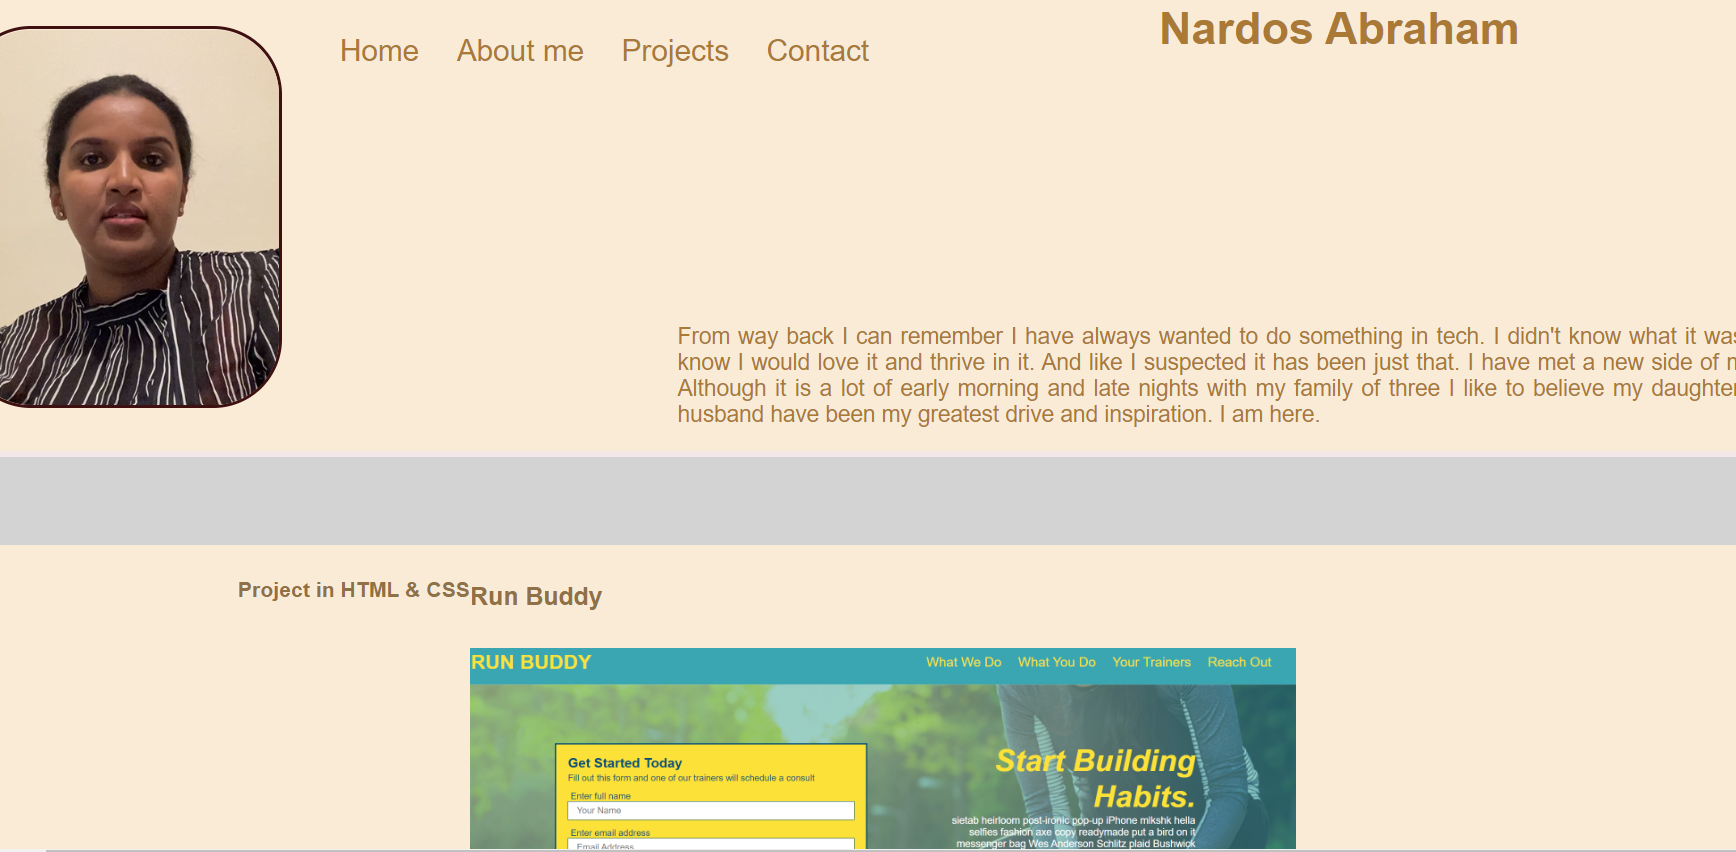 Home About me Projects Contact
Nardos Abraham
From way back I can remember I have always wanted to do something in tech. I didn't know what it was
know I would love it and thrive in it. And like I suspected it has been just that. I have met a new side of
Although it is a lot of early morning and late nights with my family of three I like to believe my daughter
husband have been my greatest drive and inspiration. I am here.
Project in HTML & CSS
Run Buddy
RUN BUDDY What We Do What You Do Your Trainers Reach Out
Get Started Today
Fill out this form and one of our trainers will schedule a consult
Enter full name
Your Name
Enter email address
Email Address
Start Building
Habits.
sietab heirloom post-ironic pop-up iPhone mlkshk hella
selfies fashion axe copy readymade put a bird on it
messenger bag Wes Anderson Schlitz plaid Bushwick